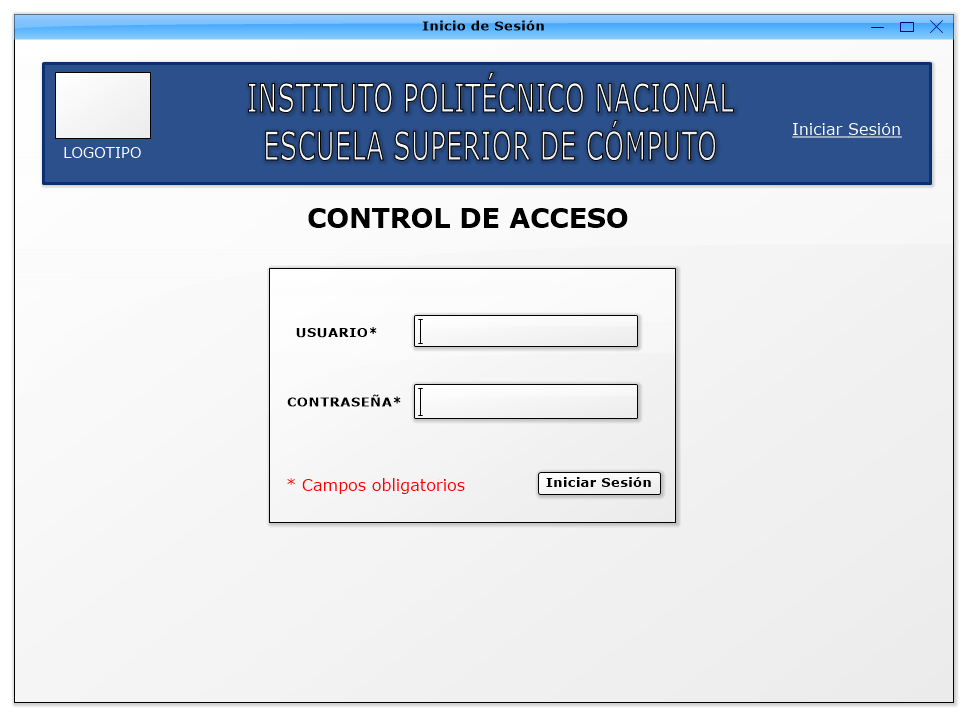 Inicio de Sesión
INSTITUTO POLITÉCNICO NACIONAL
ESCUELA SUPERIOR DE CÓMPUTO
Iniciar Sesión
LOGOTIPO
CONTROL DE ACCESO
USUARIO*
CONTRASEÑA*
* Campos obligatorios
Iniciar Sesión